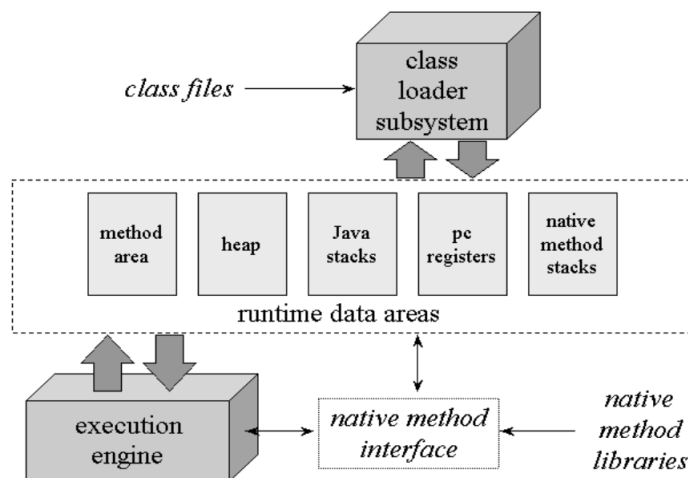 class
loader
subsystem
class files
method
area
heap
Java
stacks
pc
registers
native
method
stacks
runtime data areas
execution
engine
native method
interface
native
method
libraries